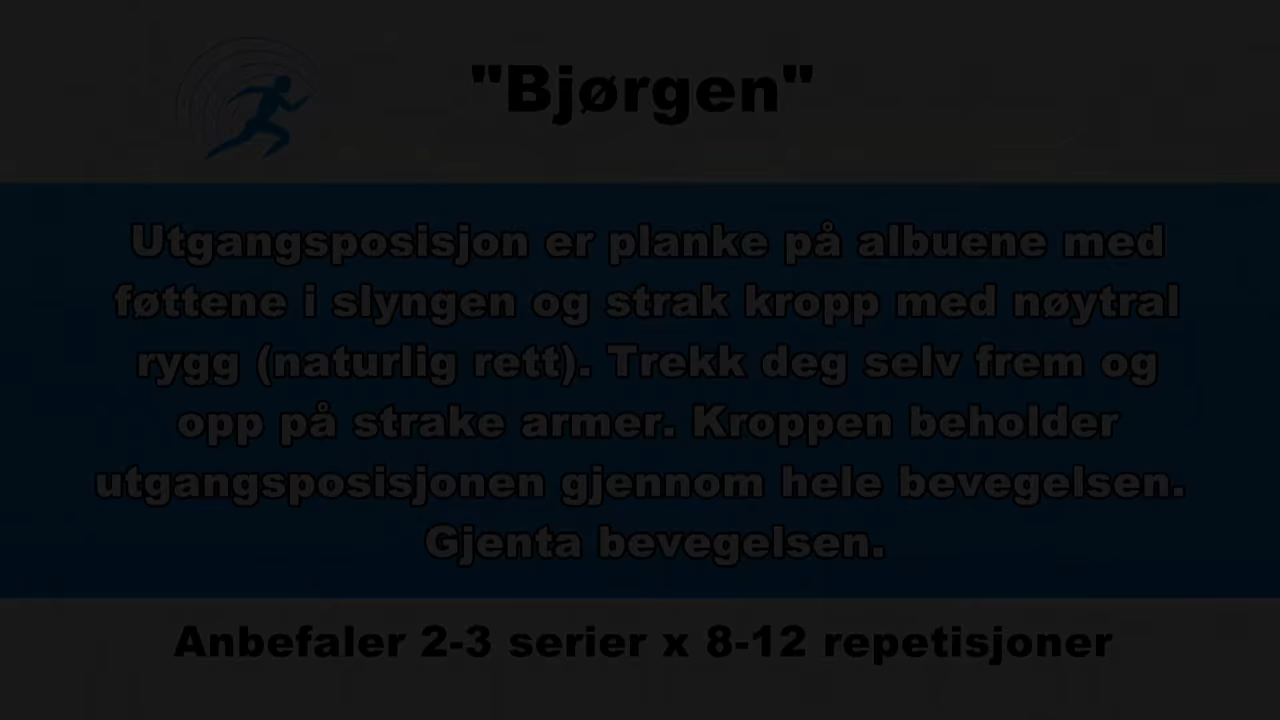 "Bjørgen"
Utgangsposisjon er planke på albuene med
føttene i slyngen og strak kropp med nøytral
rygg (naturlig rett). Trekk deg selv frem og
opp på strake armer. Kroppen beholder
utgangsposisjonen gjennom hele bevegelsen.
Gjenta bevegelsen.
Anbefaler 2-3 serier x 8-12 repetisjoner